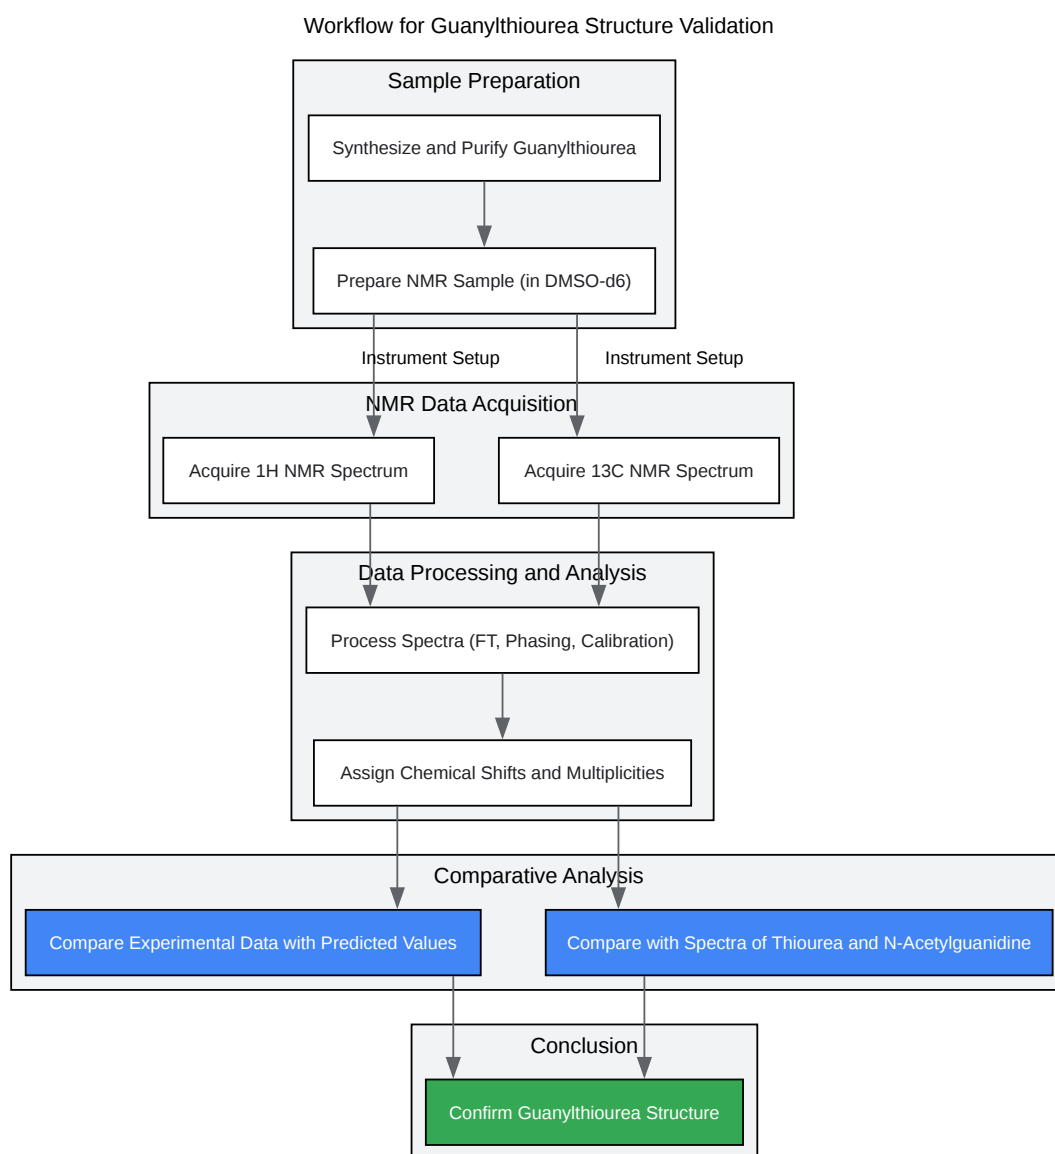 Workflow for Guanylthiourea Structure Validation
Sample Preparation
Synthesize and Purify Guanylthiourea
Prepare NMR Sample (in DMSO-d6)
Instrument Setup
Instrument Setup
NMR Data Acquisition
Acquire 1H NMR Spectrum
Acquire 13C NMR Spectrum
Data Processing and Analysis
Process Spectra (FT, Phasing, Calibration)
Assign Chemical Shifts and Multiplicities
Comparative Analysis
Compare Experimental Data with Predicted Values
Compare with Spectra of Thiourea and N-Acetylguanidine
Conclusion
Confirm Guanylthiourea Structure